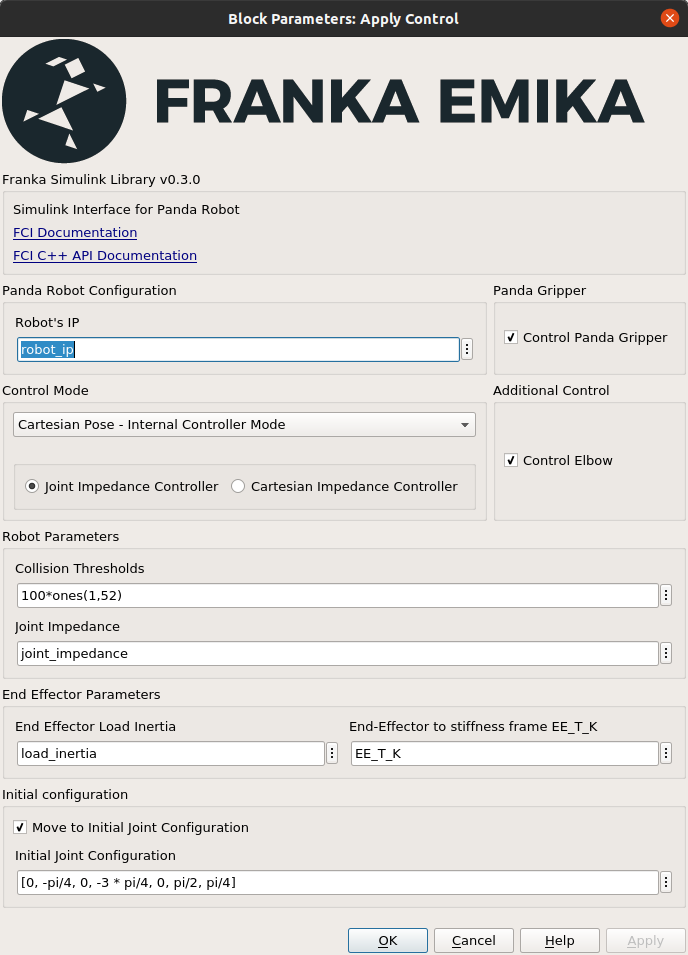 Block Parameters: Apply Control
FRANKA EMIKA
Franka Simulink Library v0.3.0
Simulink Interface for Panda Robot
FCI Documentation
FCI C++ API Documentation
Panda Robot Configuration
Robot's IP
robot_ip
Panda Gripper
Control Panda Gripper
Control Mode
Cartesian Pose - Internal Controller Mode
Joint Impedance Controller
Cartesian Impedance Controller
Additional Control
Control Elbow
Robot Parameters
Collision Thresholds
100*ones(1,52)
Joint Impedance
joint_impedance
End Effector Parameters
End Effector Load Inertia
load_inertia
End-Effector to stiffness frame EE_T_K
EE_T_K
Initial configuration
Move to Initial Joint Configuration
Initial Joint Configuration
[0, -pi/4, 0, -3 * pi/4, 0, pi/2, pi/4]
OK
Cancel
Help
Apply